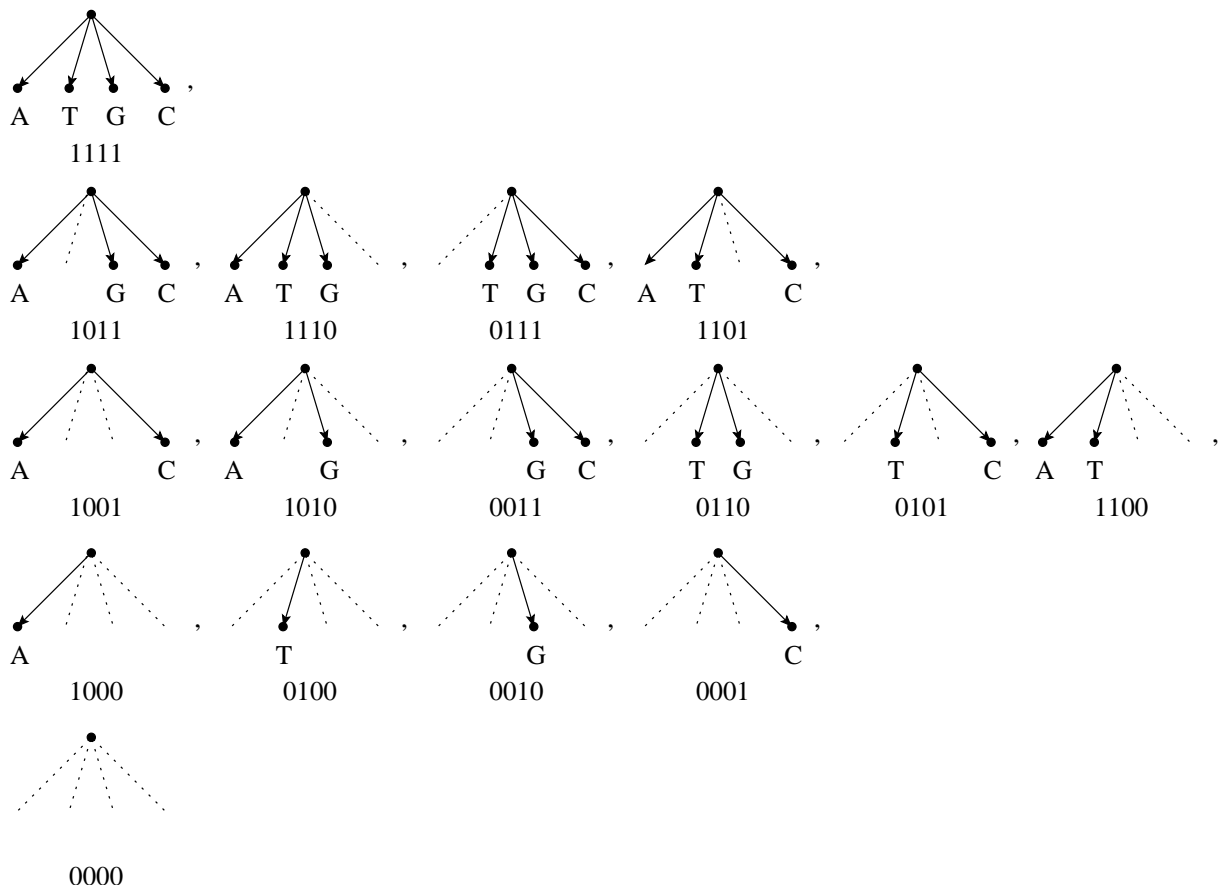 ,
A T G C
1111
, , , ,
A G C A T G T G C A T C
1011 1110 0111 1101
, , , , , ,
A C A G G C T G T C A T
1001 1010 0011 0110 0101 1100
, , , ,
A T G C
1000 0100 0010 0001
0000